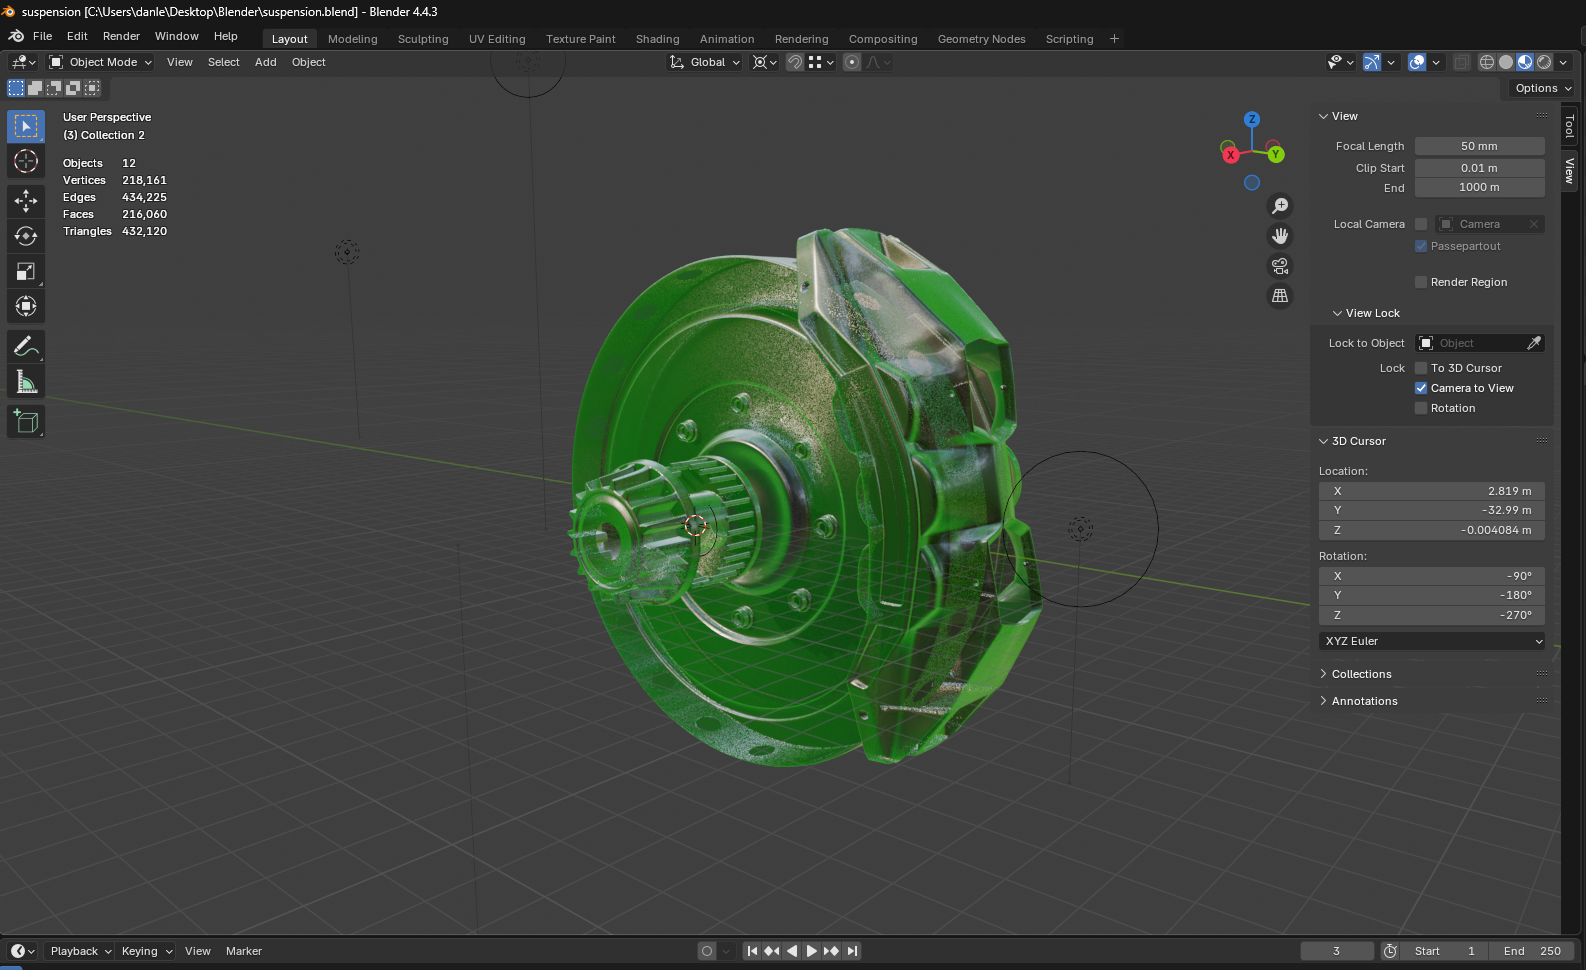 suspension [C:\Users\danle\Desktop\Blender\suspension.blend] - Blender 4.4.3
File Edit Render Window Help Layout Modeling Sculpting UV Editing Texture Paint Shading Animation Rendering Compositing Geometry Nodes Scripting +
Object Mode View Select Add Object Global
Options
User Perspective
(3) Collection 2
Objects 12
Vertices 218,161
Edges 434,225
Faces 216,060
Triangles 432,120
Z
X
Y
View
Focal Length 50 mm
Clip Start 0.01 m
End 1000 m
Local Camera Camera
Passepartout
Render Region
View Lock
Lock to Object Object
Lock To 3D Cursor
Camera to View
Rotation
3D Cursor
Location:
X 2.819 m
Y -32.99 m
Z -0.004084 m
Rotation:
X -90°
Y -180°
Z -270°
XYZ Euler
Collections
Annotations
Tool
View
Playback Keying View Marker 3 Start 1 End 250